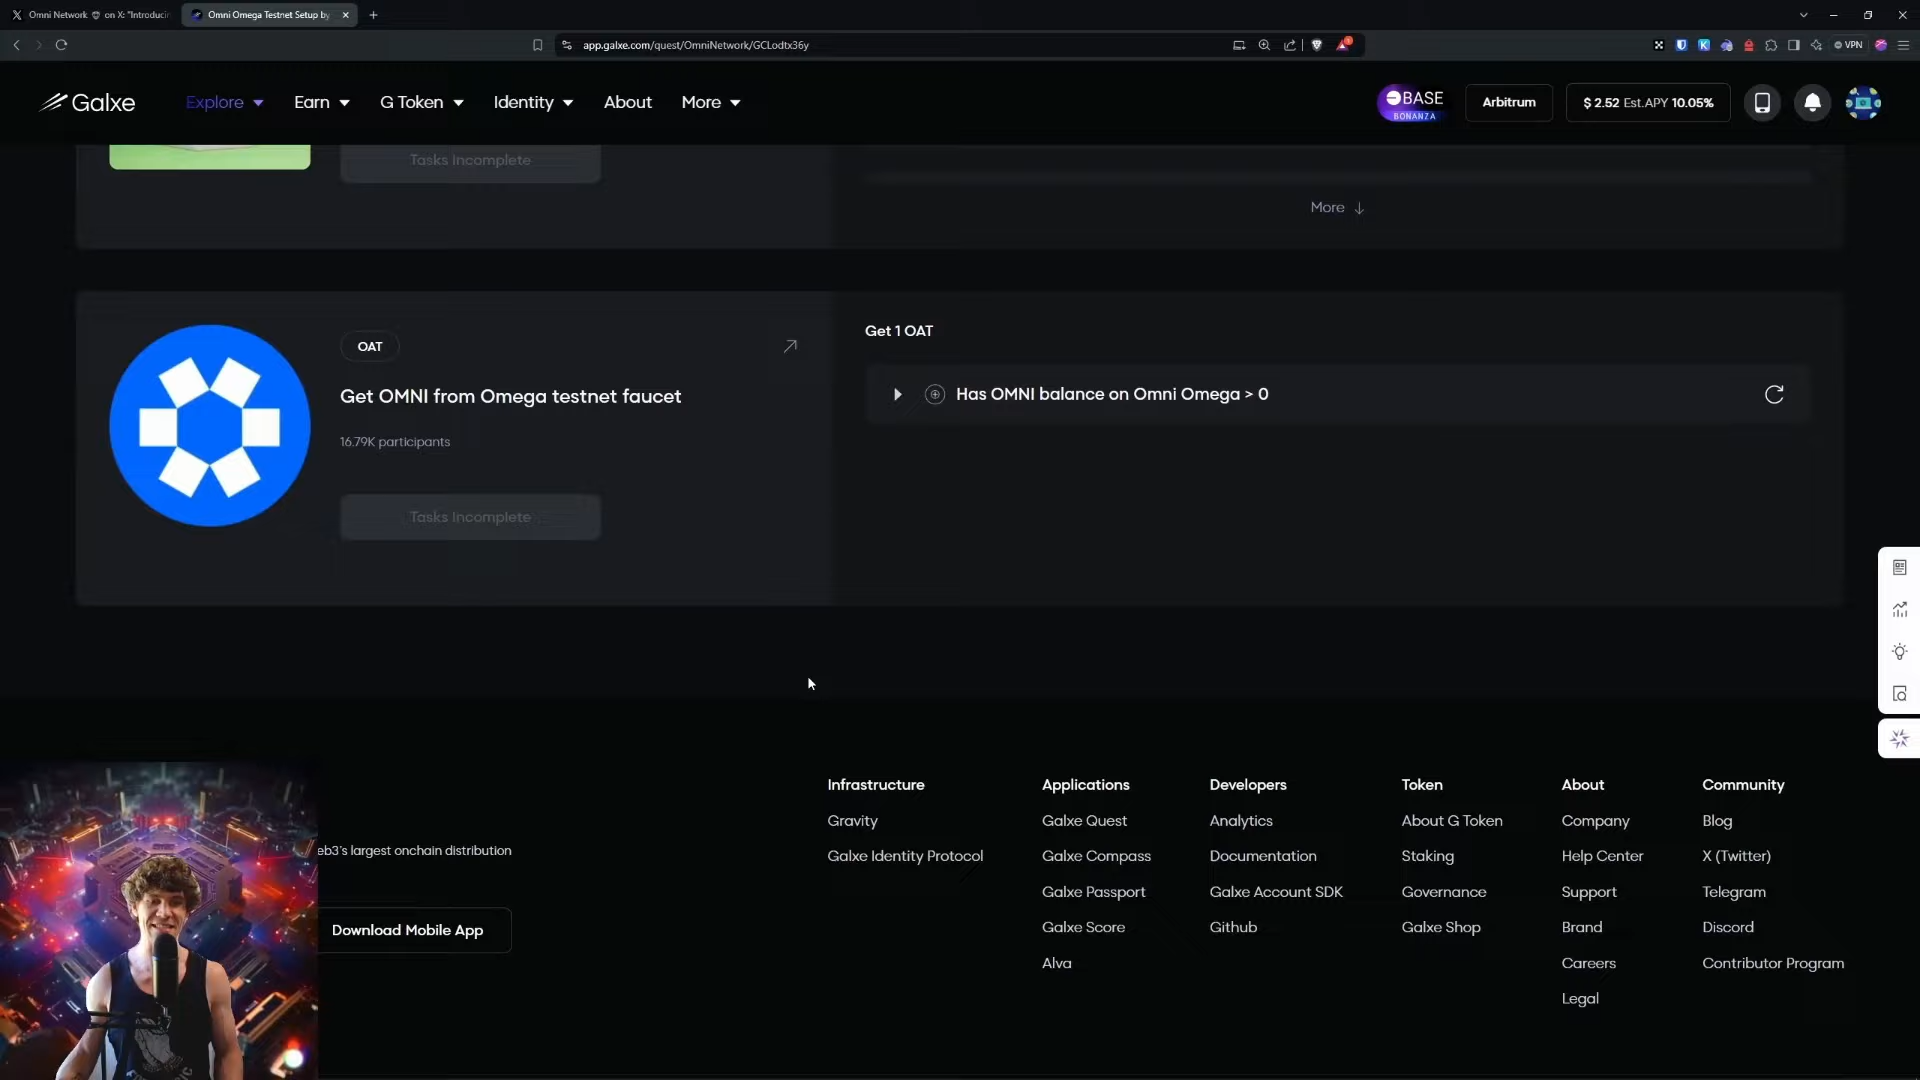 Omni Network on X: "Introducin
Omni Omega Testnet Setup by
app.galxe.com/quest/OmniNetwork/GCLodtx36y
VPN
Galxe
Explore
Earn
G Token
Identity
About
More
BASE
BONANZA
Arbitrum
$ 2.52 Est.APY 10.05%
Tasks Incomplete
More
OAT
Get OMNI from Omega testnet faucet
16.79K participants
Tasks Incomplete
Get 1 OAT
Has OMNI balance on Omni Omega > 0
eb3's largest onchain distribution
Download Mobile App
Infrastructure
Gravity
Galxe Identity Protocol
Applications
Galxe Quest
Galxe Compass
Galxe Passport
Galxe Score
Alva
Developers
Analytics
Documentation
Galxe Account SDK
Github
Token
About G Token
Staking
Governance
Galxe Shop
About
Company
Help Center
Support
Brand
Careers
Legal
Community
Blog
X (Twitter)
Telegram
Discord
Contributor Program